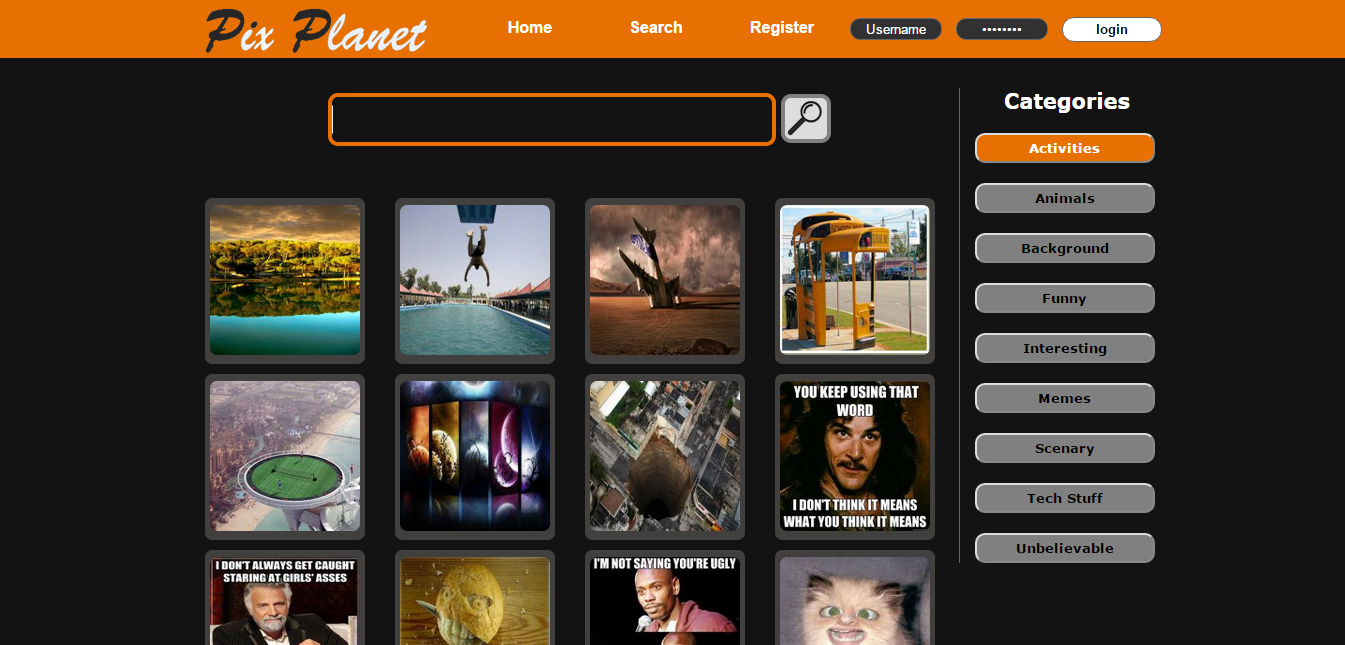 Pix Planet
Home
Search
Register
Username
••••••••
login
Categories
Activities
Animals
Background
Funny
Interesting
Memes
Scenary
Tech Stuff
Unbelievable
SCHOOL
YOU KEEP USING THAT
WORD
I DON'T THINK IT MEANS
WHAT YOU THINK IT MEANS
I DON'T ALWAYS GET CAUGHT
STARING AT GIRLS' ASSES
I'M NOT SAYING YOU'RE UGLY